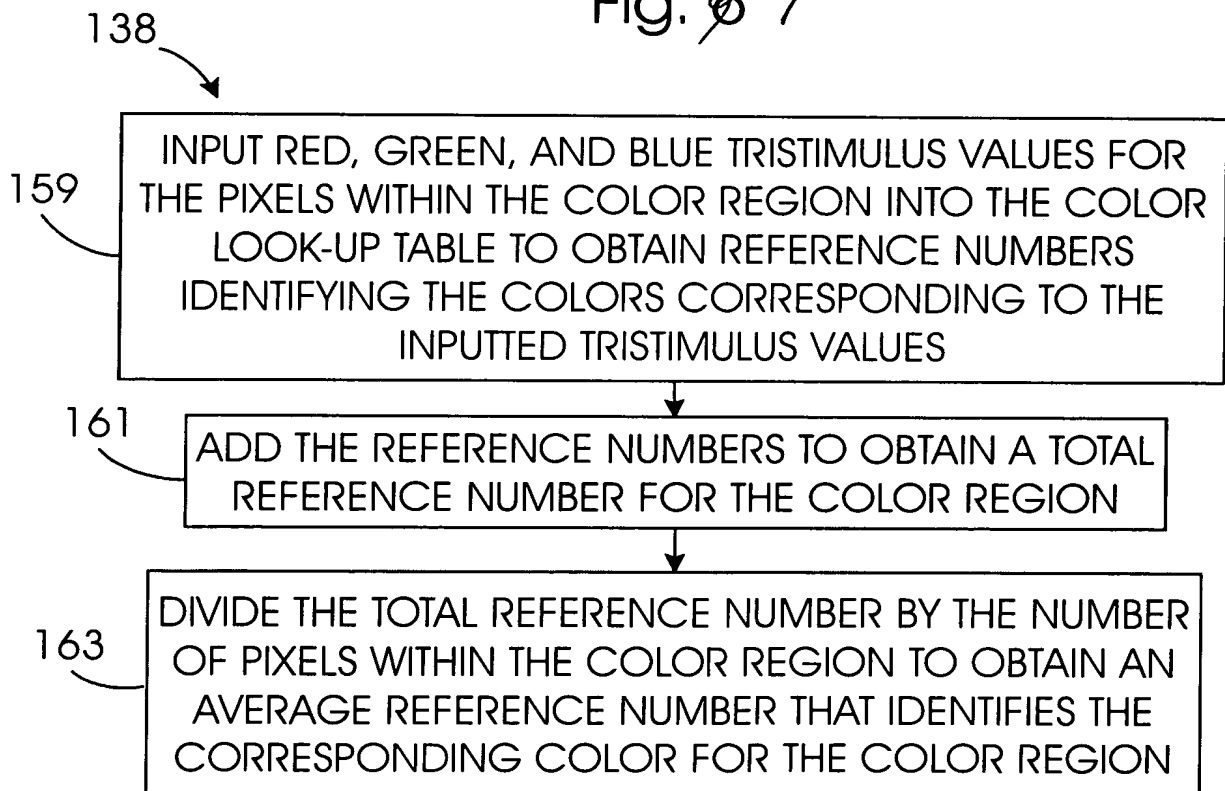 Fig. 7
138
159
INPUT RED, GREEN, AND BLUE TRISTIMULUS VALUES FOR
THE PIXELS WITHIN THE COLOR REGION INTO THE COLOR
LOOK-UP TABLE TO OBTAIN REFERENCE NUMBERS
IDENTIFYING THE COLORS CORRESPONDING TO THE
INPUTTED TRISTIMULUS VALUES
161
ADD THE REFERENCE NUMBERS TO OBTAIN A TOTAL
REFERENCE NUMBER FOR THE COLOR REGION
163
DIVIDE THE TOTAL REFERENCE NUMBER BY THE NUMBER
OF PIXELS WITHIN THE COLOR REGION TO OBTAIN AN
AVERAGE REFERENCE NUMBER THAT IDENTIFIES THE
CORRESPONDING COLOR FOR THE COLOR REGION